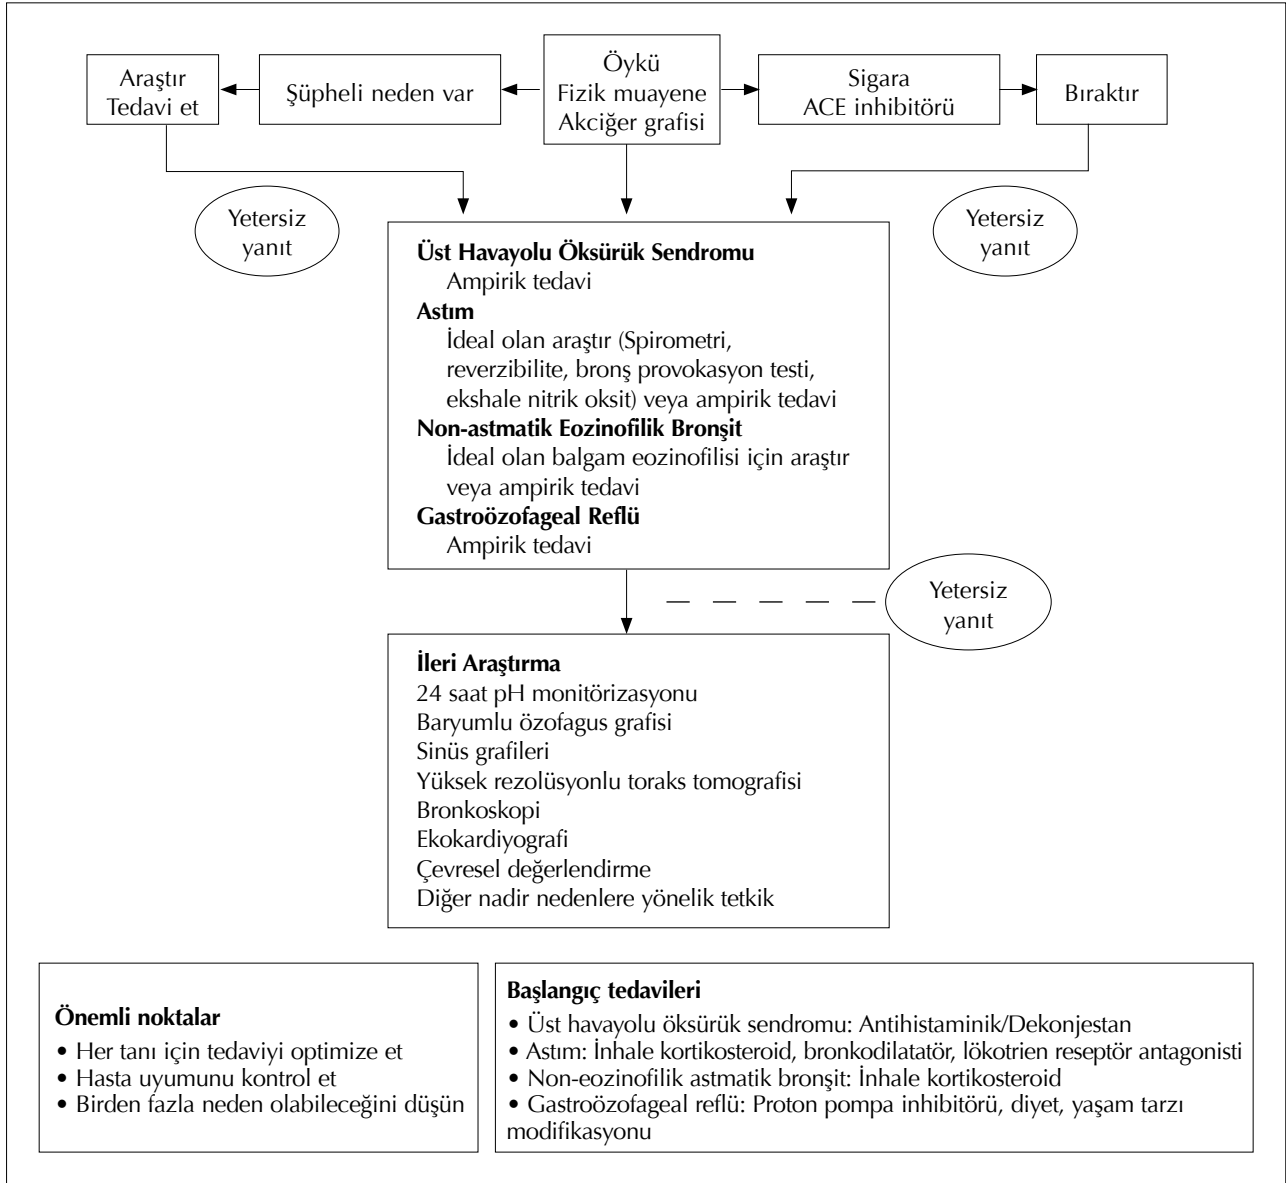 Araştır
Tedavi et
Şüpheli neden var
Öykü
Fizik muayene
Akciğer grafisi
Sigara
ACE inhibitörü
Bıraktır
Yetersiz
yanıt
Yetersiz
yanıt
Üst Havayolu Öksürük Sendromu
Ampirik tedavi
Astım
İdeal olan araştır (Spirometri,
reverzibilite, bronş provokasyon testi,
ekshale nitrik oksit) veya ampirik tedavi
Non-astmatik Eozinofilik Bronşit
İdeal olan balgam eozinofilisi için araştır
veya ampirik tedavi
Gastroözofageal Reflü
Ampirik tedavi
Yetersiz
yanıt
İleri Araştırma
24 saat pH monitörizasyonu
Baryumlu özofagus grafisi
Sinüs grafileri
Yüksek rezolüsyonlu toraks tomografisi
Bronkoskopi
Ekokardiyografi
Çevresel değerlendirme
Diğer nadir nedenlere yönelik tetkik
Önemli noktalar
• Her tanı için tedaviyi optimize et
• Hasta uyumunu kontrol et
• Birden fazla neden olabileceğini düşün
Başlangıç tedavileri
• Üst havayolu öksürük sendromu: Antihistaminik/Dekonjestan
• Astım: İnhale kortikosteroid, bronkodilatatör, lökotrien reseptör antagonisti
• Non-eozinofilik astmatik bronşit: İnhale kortikosteroid
• Gastroözofageal reflü: Proton pompa inhibitörü, diyet, yaşam tarzı
modifikasyonu